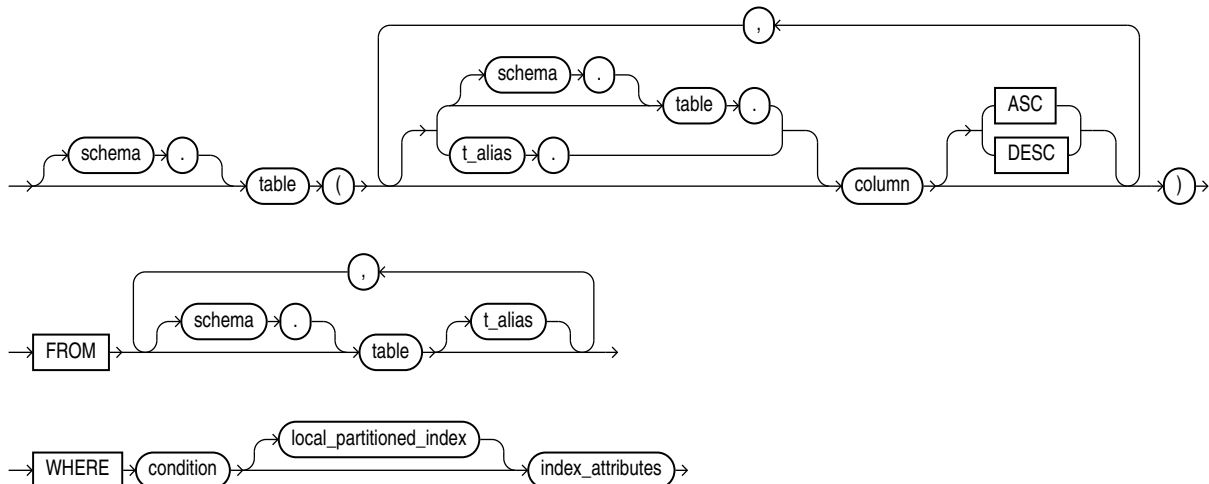 ,
schema .
table .
ASC
t_alias .
DESC
schema .
table ( column )
,
schema . t_alias
FROM table
local_partitioned_index
WHERE condition index_attributes